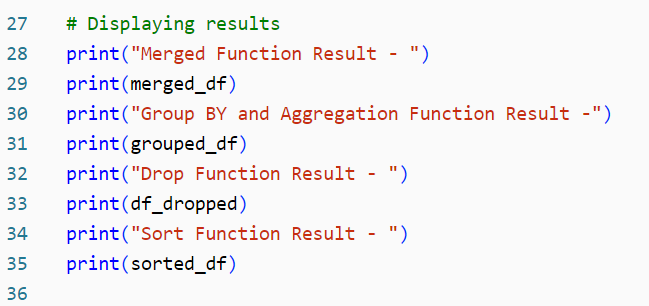 27 # Displaying results
28 print("Merged Function Result - ")
29 print(merged_df)
30 print("Group BY and Aggregation Function Result -")
31 print(grouped_df)
32 print("Drop Function Result - ")
33 print(df_dropped)
34 print("Sort Function Result - ")
35 print(sorted_df)
36